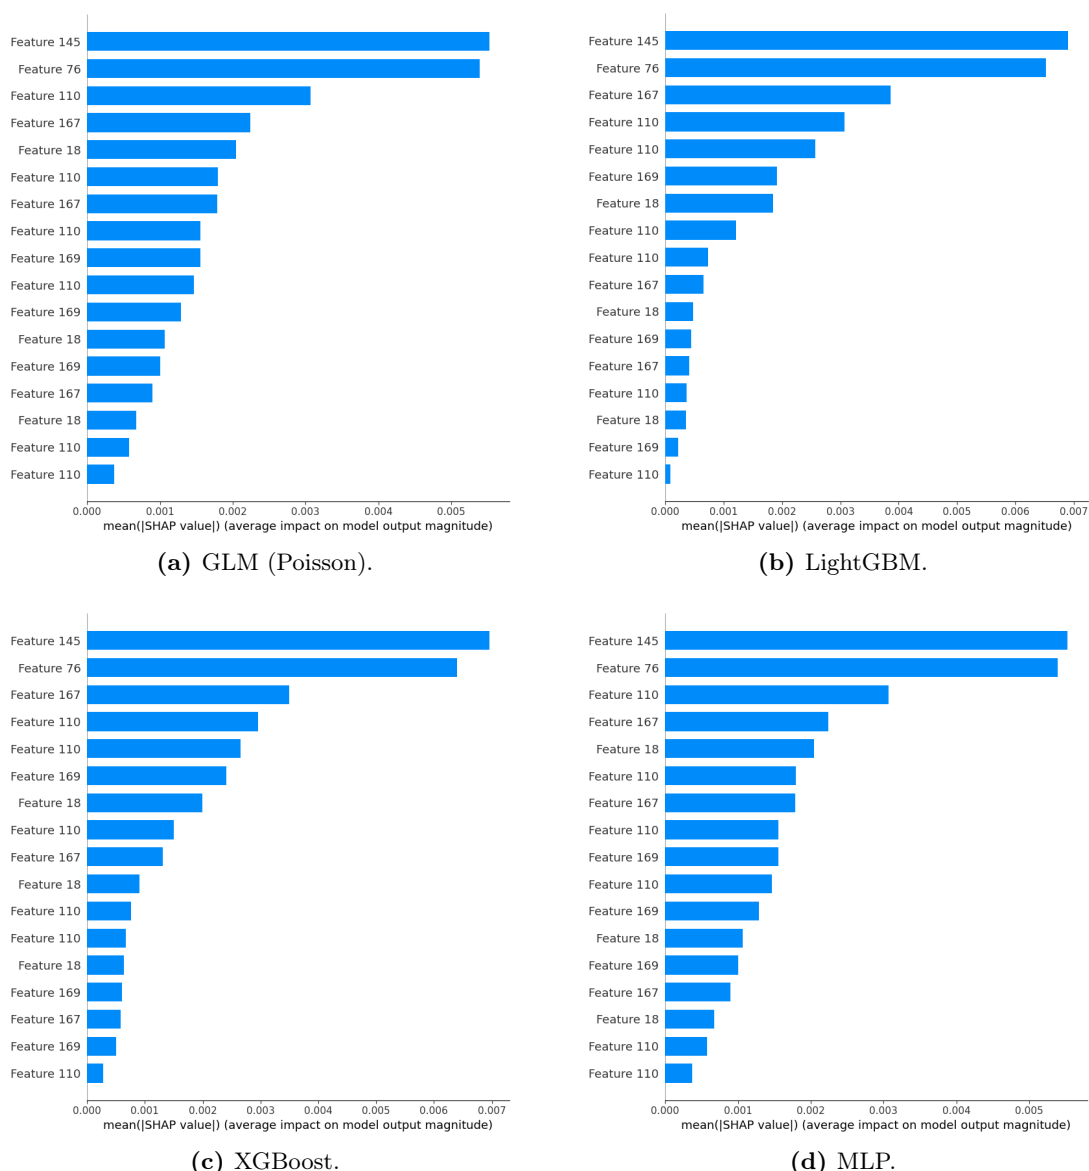 Feature 145
Feature 76
Feature 110
Feature 167
Feature 18
Feature 110
Feature 167
Feature 110
Feature 169
Feature 110
Feature 169
Feature 18
Feature 169
Feature 167
Feature 18
Feature 110
Feature 110
0.000 0.001 0.002 0.003 0.004 0.005
mean(|SHAP value|) (average impact on model output magnitude)
(a) GLM (Poisson).
Feature 145
Feature 76
Feature 167
Feature 110
Feature 110
Feature 169
Feature 18
Feature 110
Feature 110
Feature 167
Feature 18
Feature 169
Feature 167
Feature 110
Feature 18
Feature 169
Feature 110
0.000 0.001 0.002 0.003 0.004 0.005 0.006 0.007
mean(|SHAP value|) (average impact on model output magnitude)
(b) LightGBM.
Feature 145
Feature 76
Feature 167
Feature 110
Feature 110
Feature 169
Feature 18
Feature 110
Feature 167
Feature 18
Feature 110
Feature 110
Feature 18
Feature 169
Feature 167
Feature 169
Feature 110
0.000 0.001 0.002 0.003 0.004 0.005 0.006 0.007
mean(|SHAP value|) (average impact on model output magnitude)
(c) XGBoost.
Feature 145
Feature 76
Feature 110
Feature 167
Feature 18
Feature 110
Feature 167
Feature 110
Feature 169
Feature 110
Feature 169
Feature 18
Feature 169
Feature 167
Feature 18
Feature 110
Feature 110
0.000 0.001 0.002 0.003 0.004 0.005
mean(|SHAP value|) (average impact on model output magnitude)
(d) MLP.